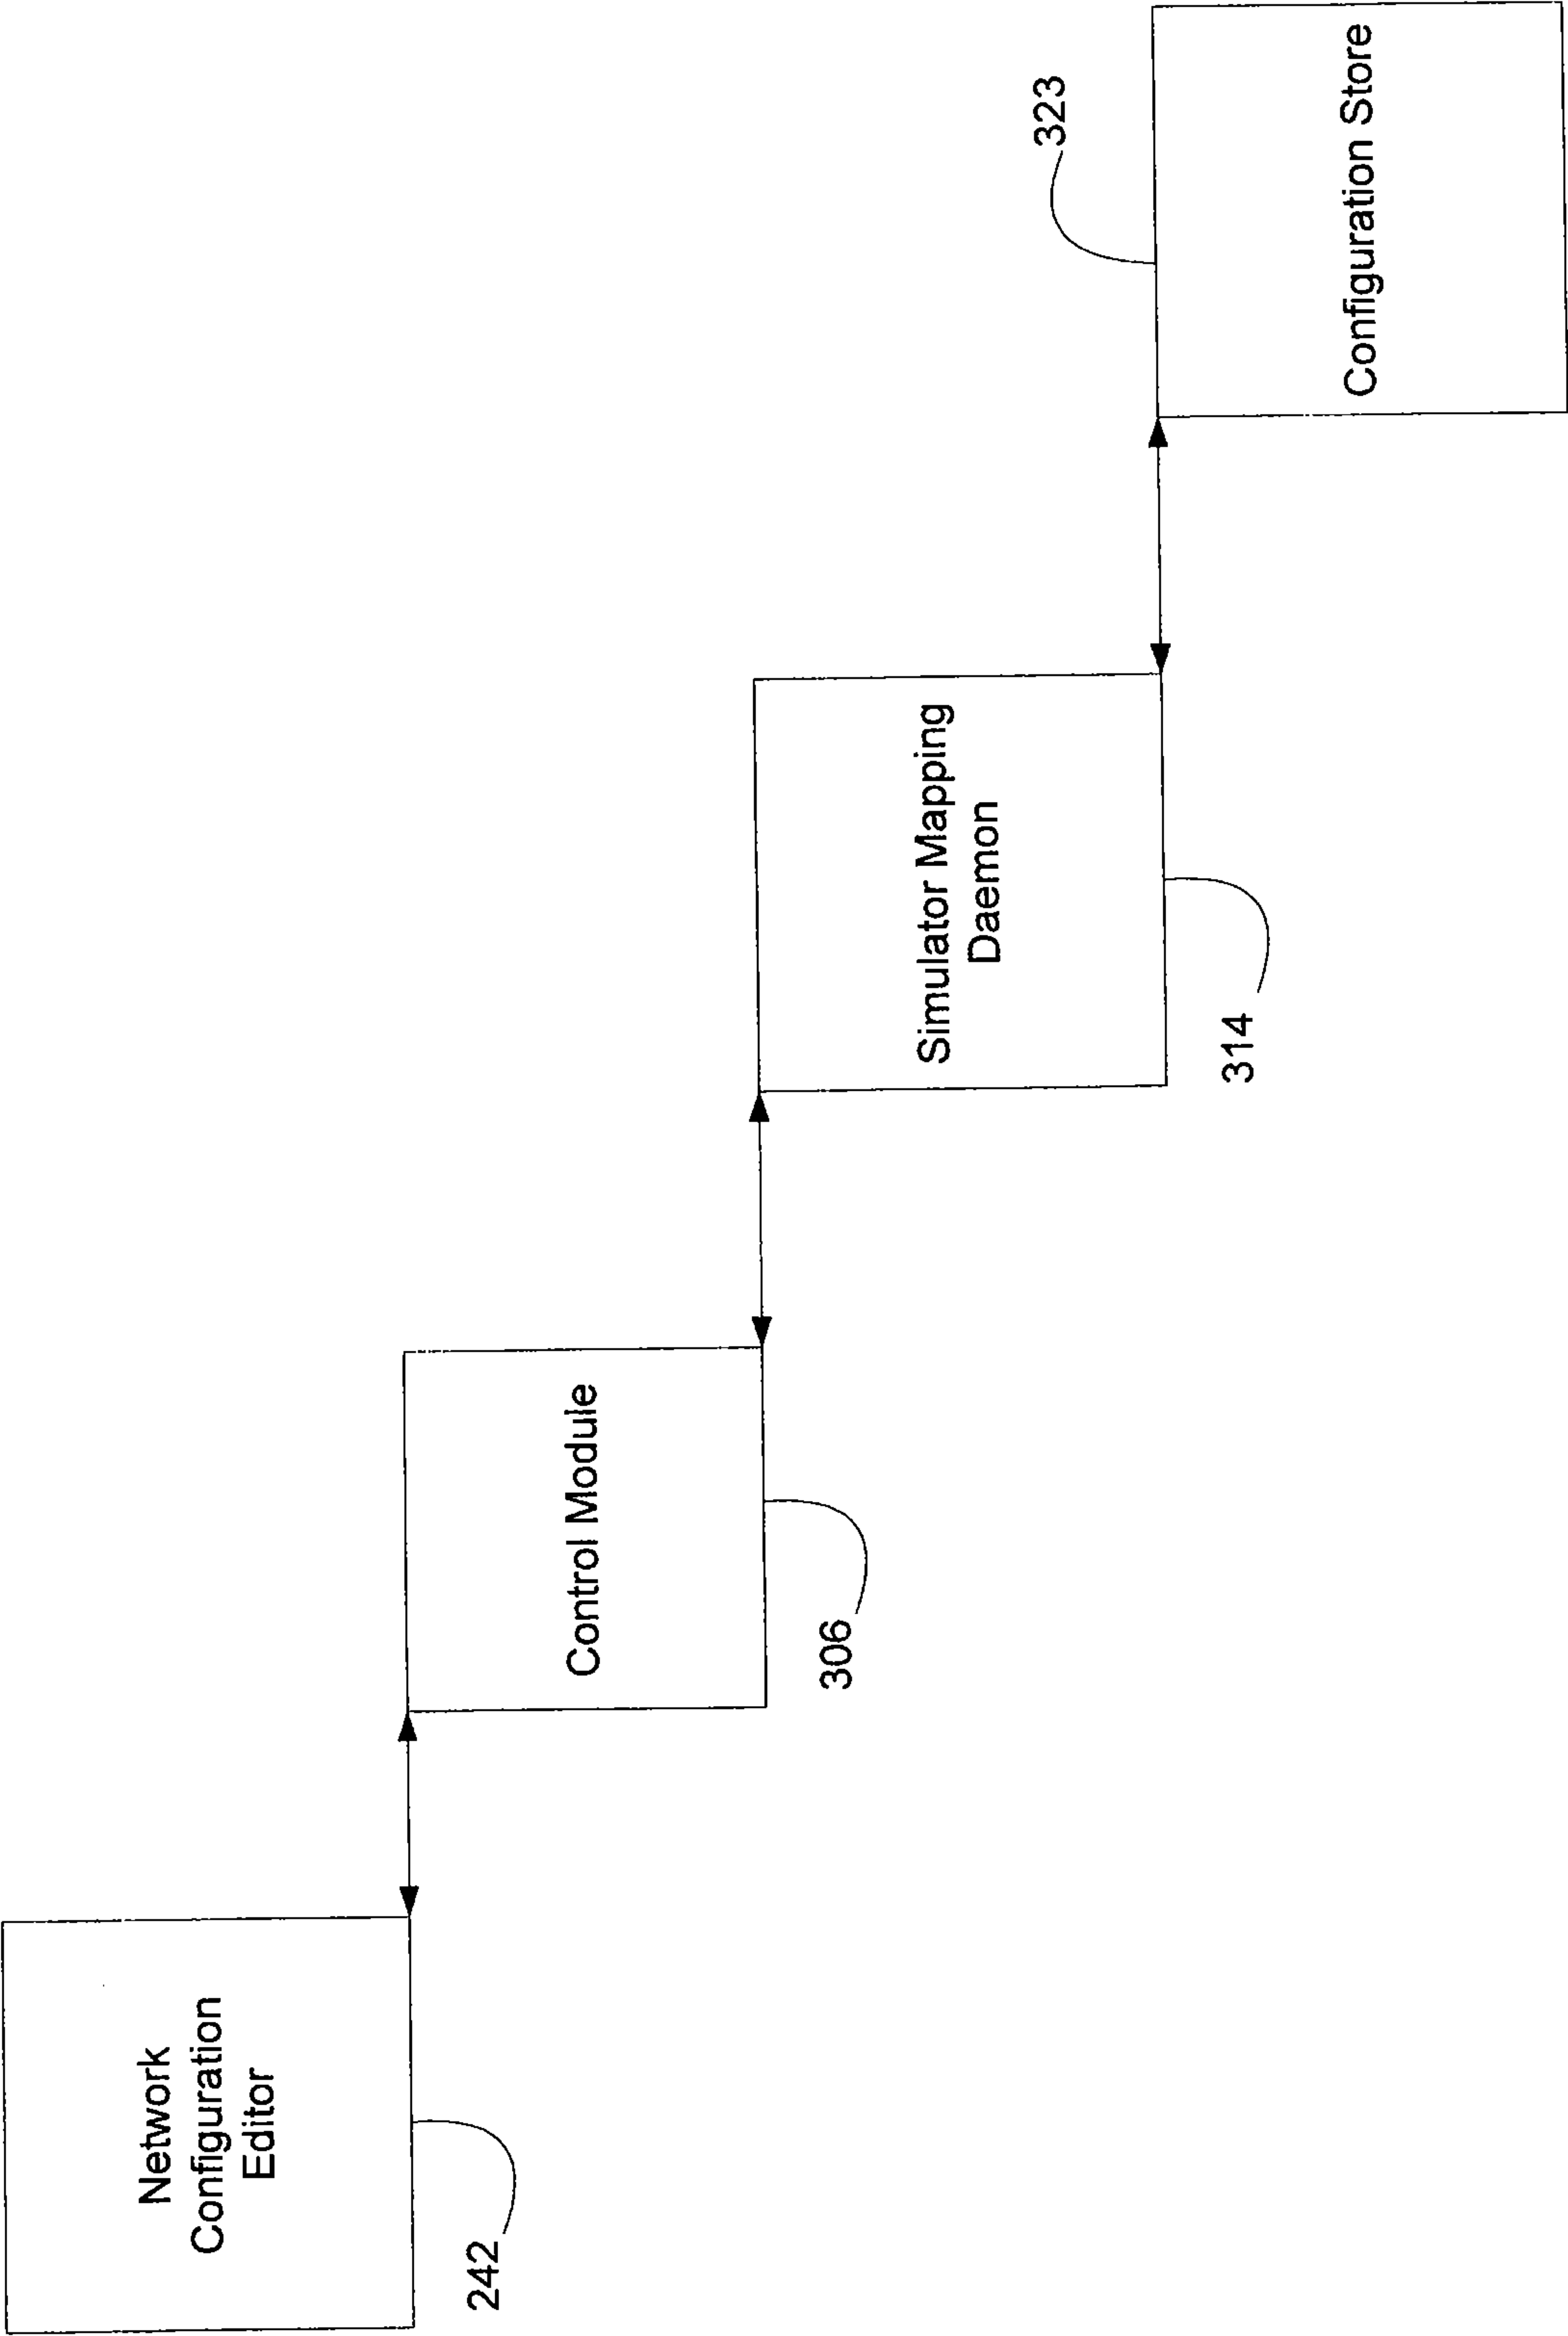 Network
Configuration
Editor
242
Control Module
306
Simulator Mapping
Daemon
314
Configuration Store
323